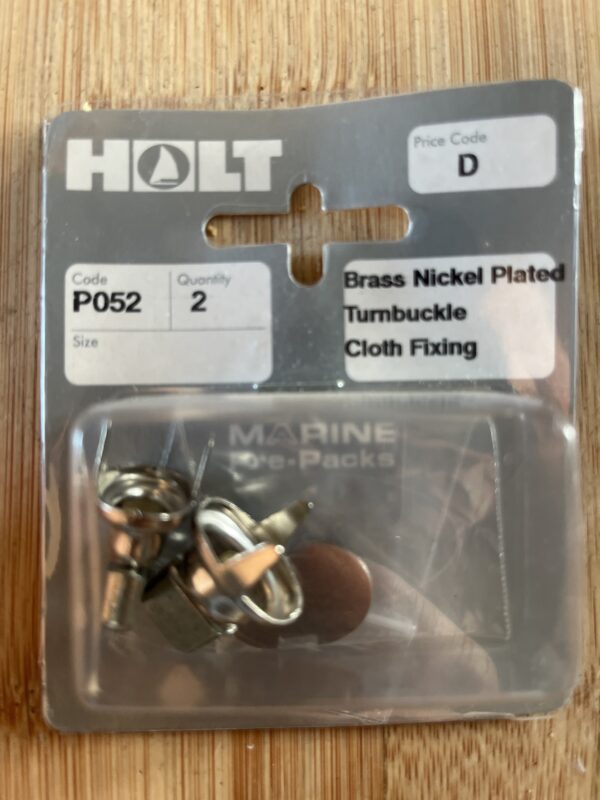 HOLT
Price Code
D
Code
P052
Quantity
2
Size
Brass Nickel Plated
Turnbuckle
Cloth Fixing
MARINE
Pre-Packs